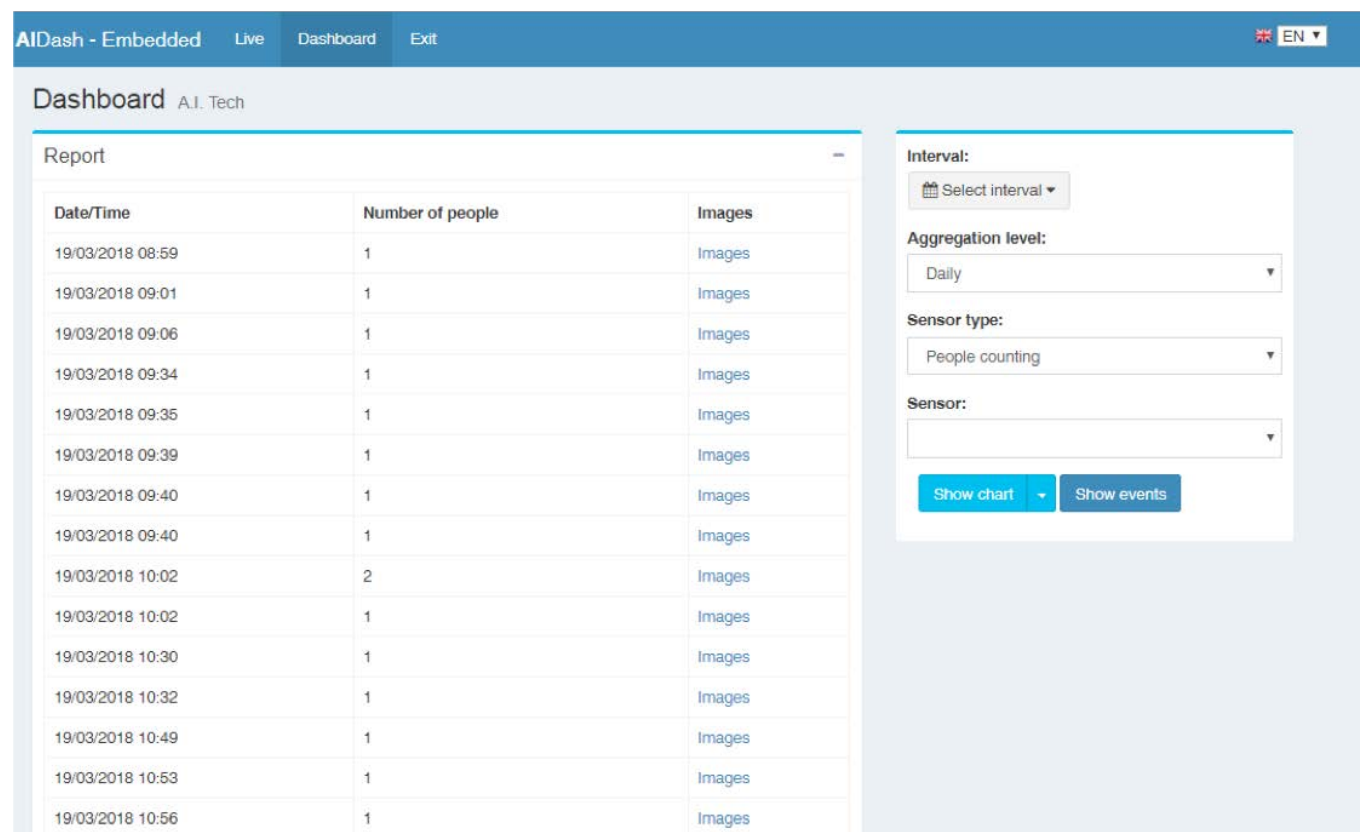 AIDash - Embedded Live Dashboard Exit EN
Dashboard A.I. Tech
Report
Date/Time Number of people Images
19/03/2018 08:59 1 Images
19/03/2018 09:01 1 Images
19/03/2018 09:06 1 Images
19/03/2018 09:34 1 Images
19/03/2018 09:35 1 Images
19/03/2018 09:39 1 Images
19/03/2018 09:40 1 Images
19/03/2018 09:40 1 Images
19/03/2018 10:02 2 Images
19/03/2018 10:02 1 Images
19/03/2018 10:30 1 Images
19/03/2018 10:32 1 Images
19/03/2018 10:49 1 Images
19/03/2018 10:53 1 Images
19/03/2018 10:56 1 Images
Interval:
Select interval
Aggregation level:
Daily
Sensor type:
People counting
Sensor:
Show chart Show events